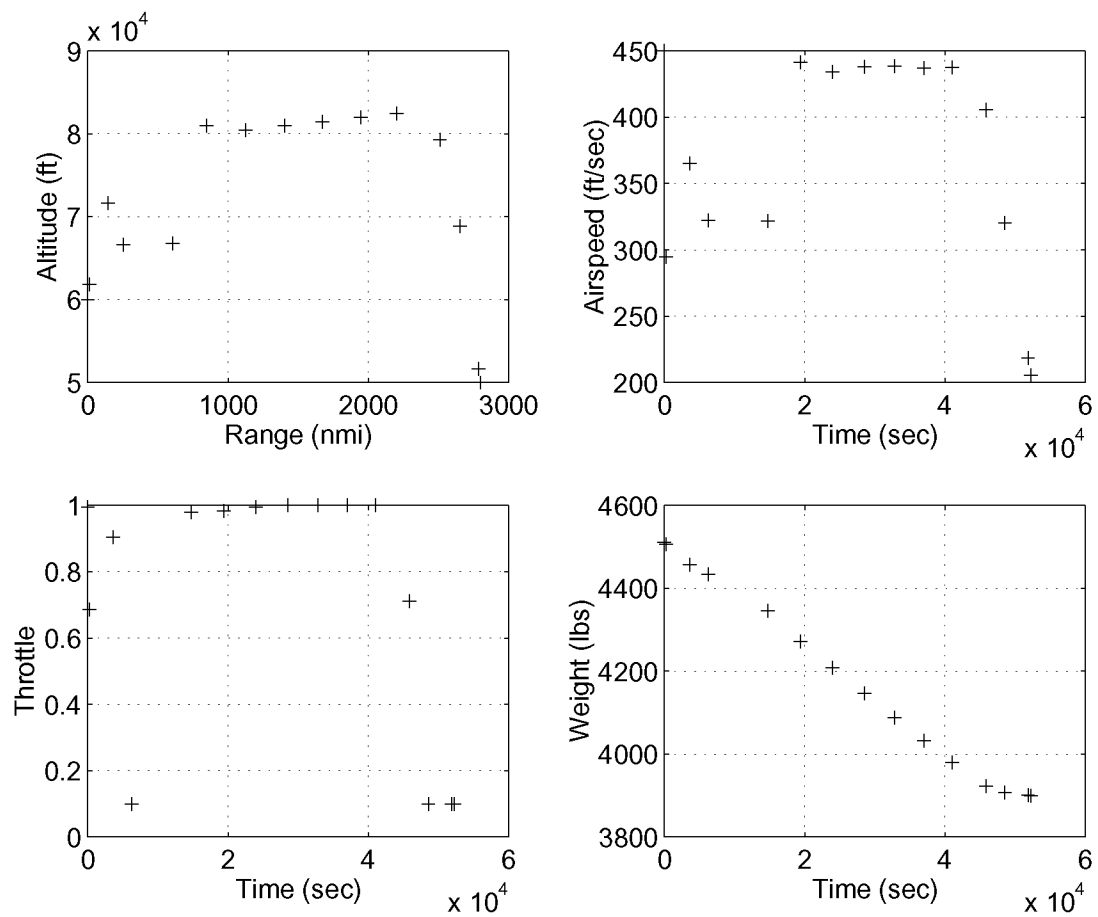 x 10^4
9
8
7
6
5
0 1000 2000 3000
Altitude (ft)
Range (nmi)
450
400
350
300
250
200
0 2 4 6
Airspeed (ft/sec)
Time (sec)
x 10^4
1
0.8
0.6
0.4
0.2
0
0 2 4 6
Throttle
Time (sec)
x 10^4
4600
4400
4200
4000
3800
0 2 4 6
Weight (lbs)
Time (sec)
x 10^4